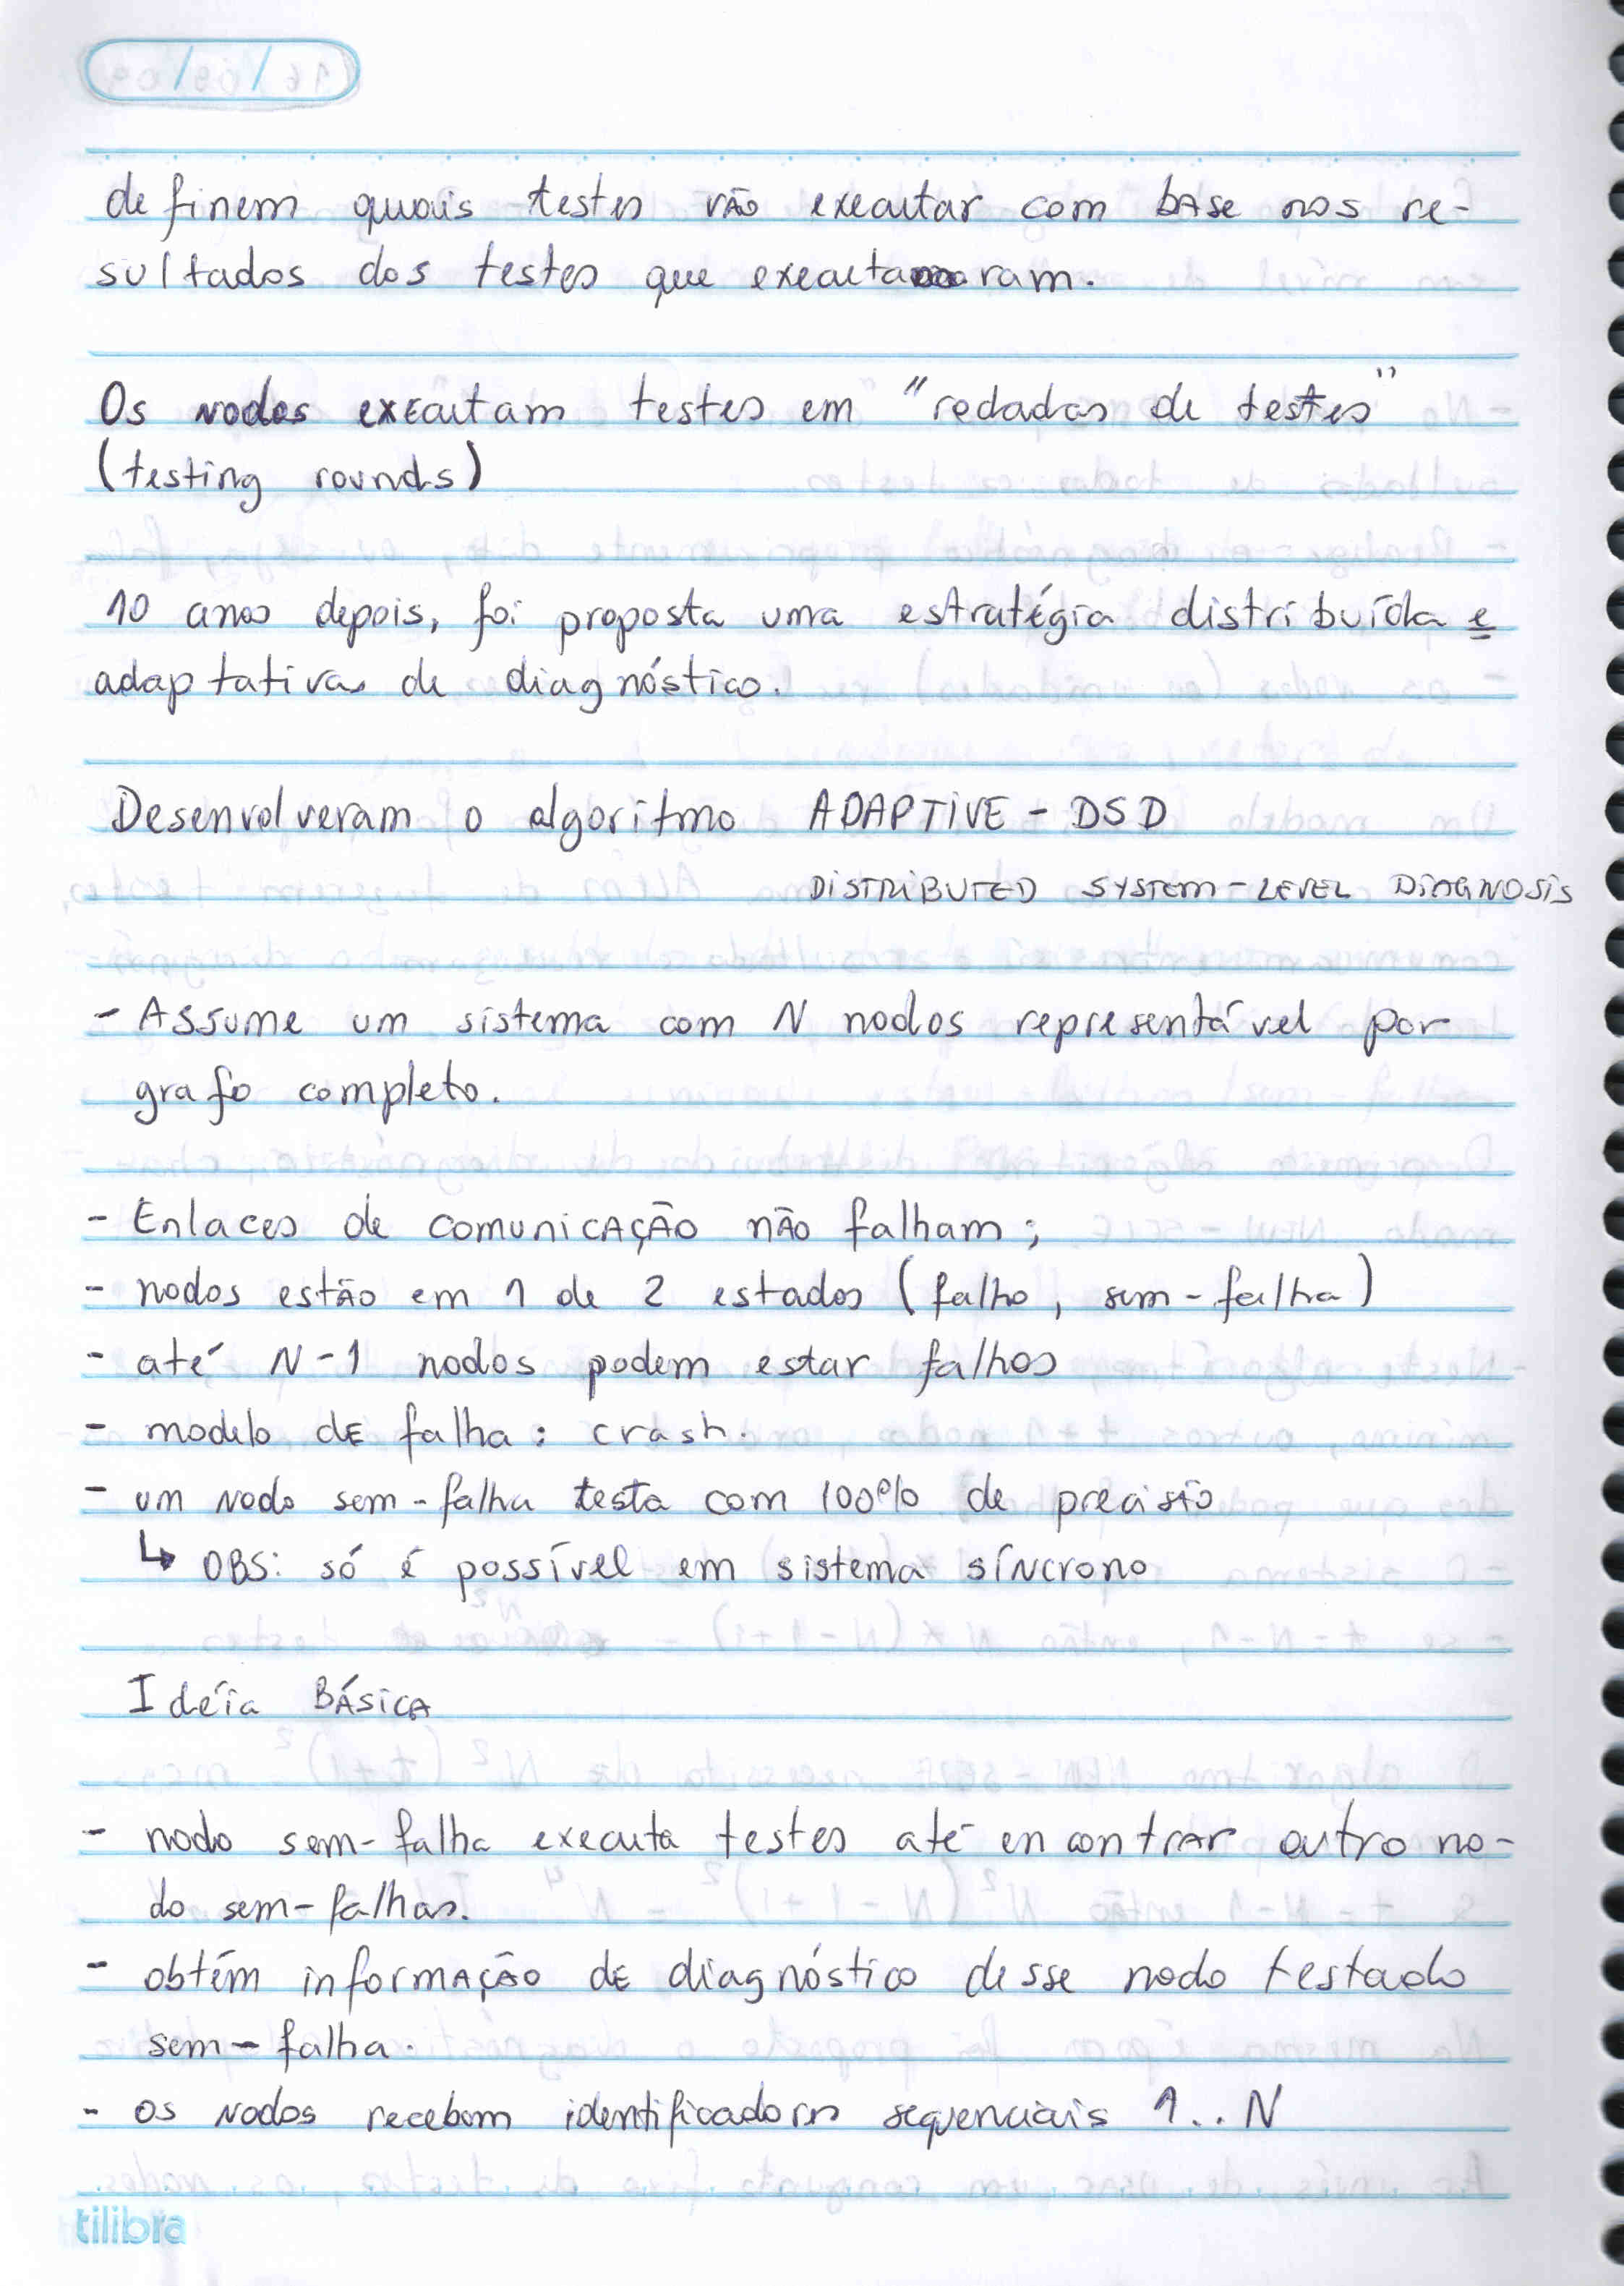 definem quais testes vão executar com base nos re-
sultados dos testes que executaram.
Os nodos executam testes em "rodadas de testes"
(testing rounds)
10 anos depois, foi proposta uma estratégia distribuída e
adaptativas de diagnóstico.
Desenvolveram o algoritmo ADAPTIVE - DSD
DISTRIBUTED SYSTEM-LEVEL DIAGNOSIS
- Assume um sistema com N nodos representável por
grafo completo.
- Enlaces de comunicação não falham;
- nodos estão em 1 de 2 estados (falho, sem-falha)
- até N-1 nodos podem estar falhos
- modelo de falha: crash.
- um nodo sem-falha testa com 100% de precisão
↳ OBS: só é possível em sistema síncrono
Idéia Básica
- nodo sem-falha executa testes até encontrar outro no-
do sem-falhas.
- obtém informação de diagnóstico desse nodo testado
sem-falha.
- os nodos recebem identificadores sequenciais 1..N
tilibra